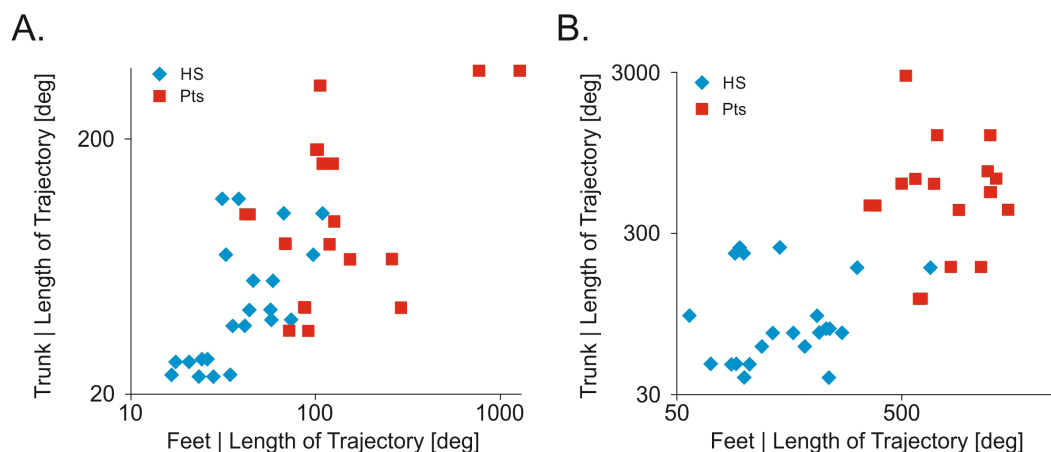 A.
HS
Pts
Trunk | Length of Trajectory [deg]
200
20
10
100
1000
Feet | Length of Trajectory [deg]
B.
HS
Pts
Trunk | Length of Trajectory [deg]
3000
300
30
50
500
Feet | Length of Trajectory [deg]